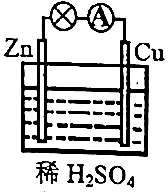 A
Zn Cu
稀 H₂SO₄